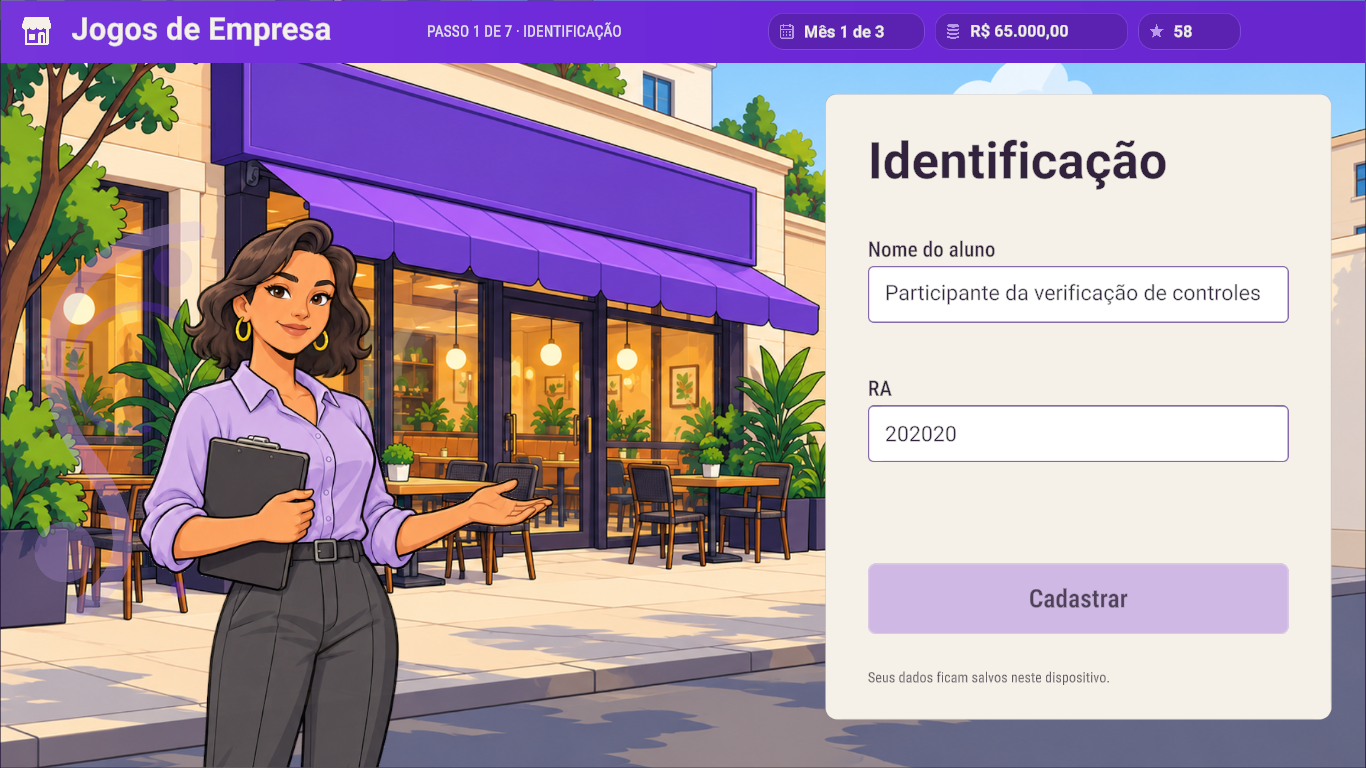 Jogos de Empresa
PASSO 1 DE 7 · IDENTIFICAÇÃO
Mês 1 de 3
R$ 65.000,00
58
Identificação
Nome do aluno
Participante da verificação de controles
RA
202020
Cadastrar
Seus dados ficam salvos neste dispositivo.